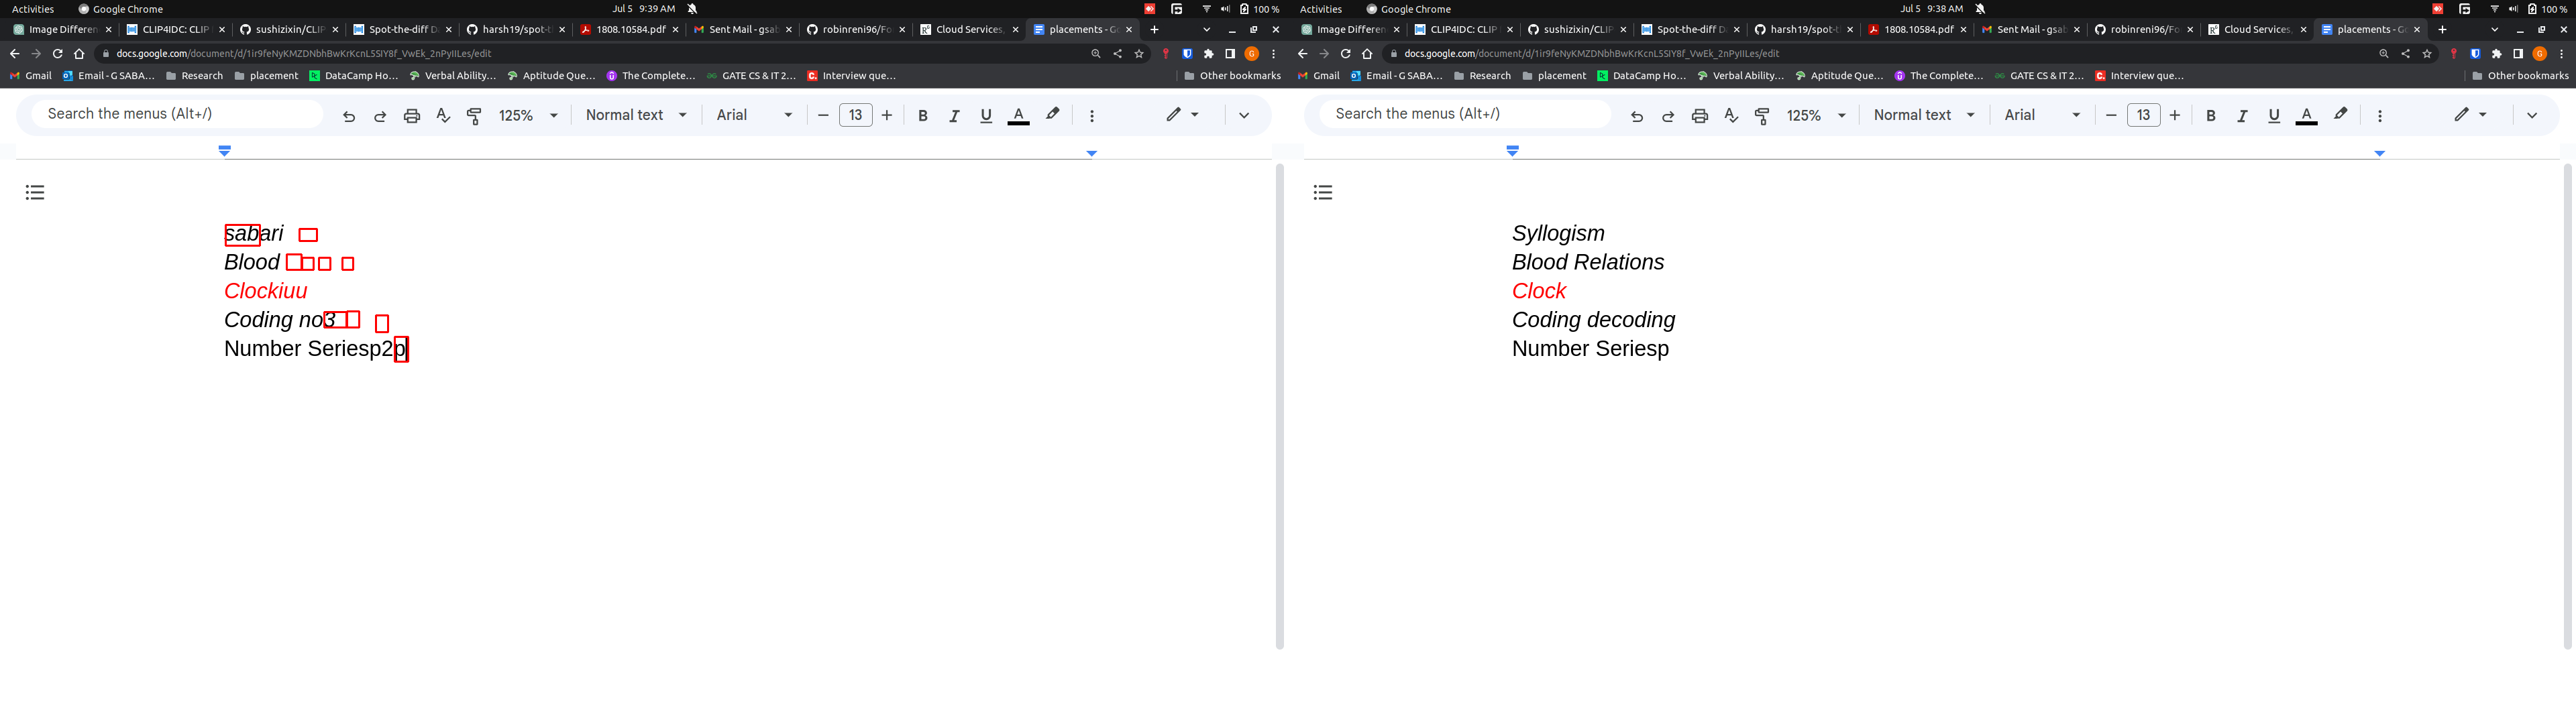 Activities Google Chrome Jul 5 9:39 AM 100 %
Image Differen CLIP4IDC: CLIP sushizixin/CLIP Spot-the-diff D harsh19/spot-t 1808.10584.pdf Sent Mail - gsab robinreni96/Fo Cloud Services, placements - Go
docs.google.com/document/d/1ir9feNyKMZDNbhBwKrKcnL5SIY8f_VwEk_2nPyIILes/edit G
Gmail Email - G SABA... Research placement DataCamp Ho... Verbal Ability... Aptitude Que... The Complete... GATE CS & IT 2... Interview que... Other bookmarks
Search the menus (Alt+/) 125% Normal text Arial 13 B I U A
sabari
Blood
Clockiuu
Coding no3
Number Seriesp2p
Activities Google Chrome Jul 5 9:38 AM 100 %
Image Differen CLIP4IDC: CLIP sushizixin/CLIP Spot-the-diff D harsh19/spot-t 1808.10584.pdf Sent Mail - gsab robinreni96/Fo Cloud Services, placements - Go
docs.google.com/document/d/1ir9feNyKMZDNbhBwKrKcnL5SIY8f_VwEk_2nPyIILes/edit G
Gmail Email - G SABA... Research placement DataCamp Ho... Verbal Ability... Aptitude Que... The Complete... GATE CS & IT 2... Interview que... Other bookmarks
Search the menus (Alt+/) 125% Normal text Arial 13 B I U A
Syllogism
Blood Relations
Clock
Coding decoding
Number Seriesp